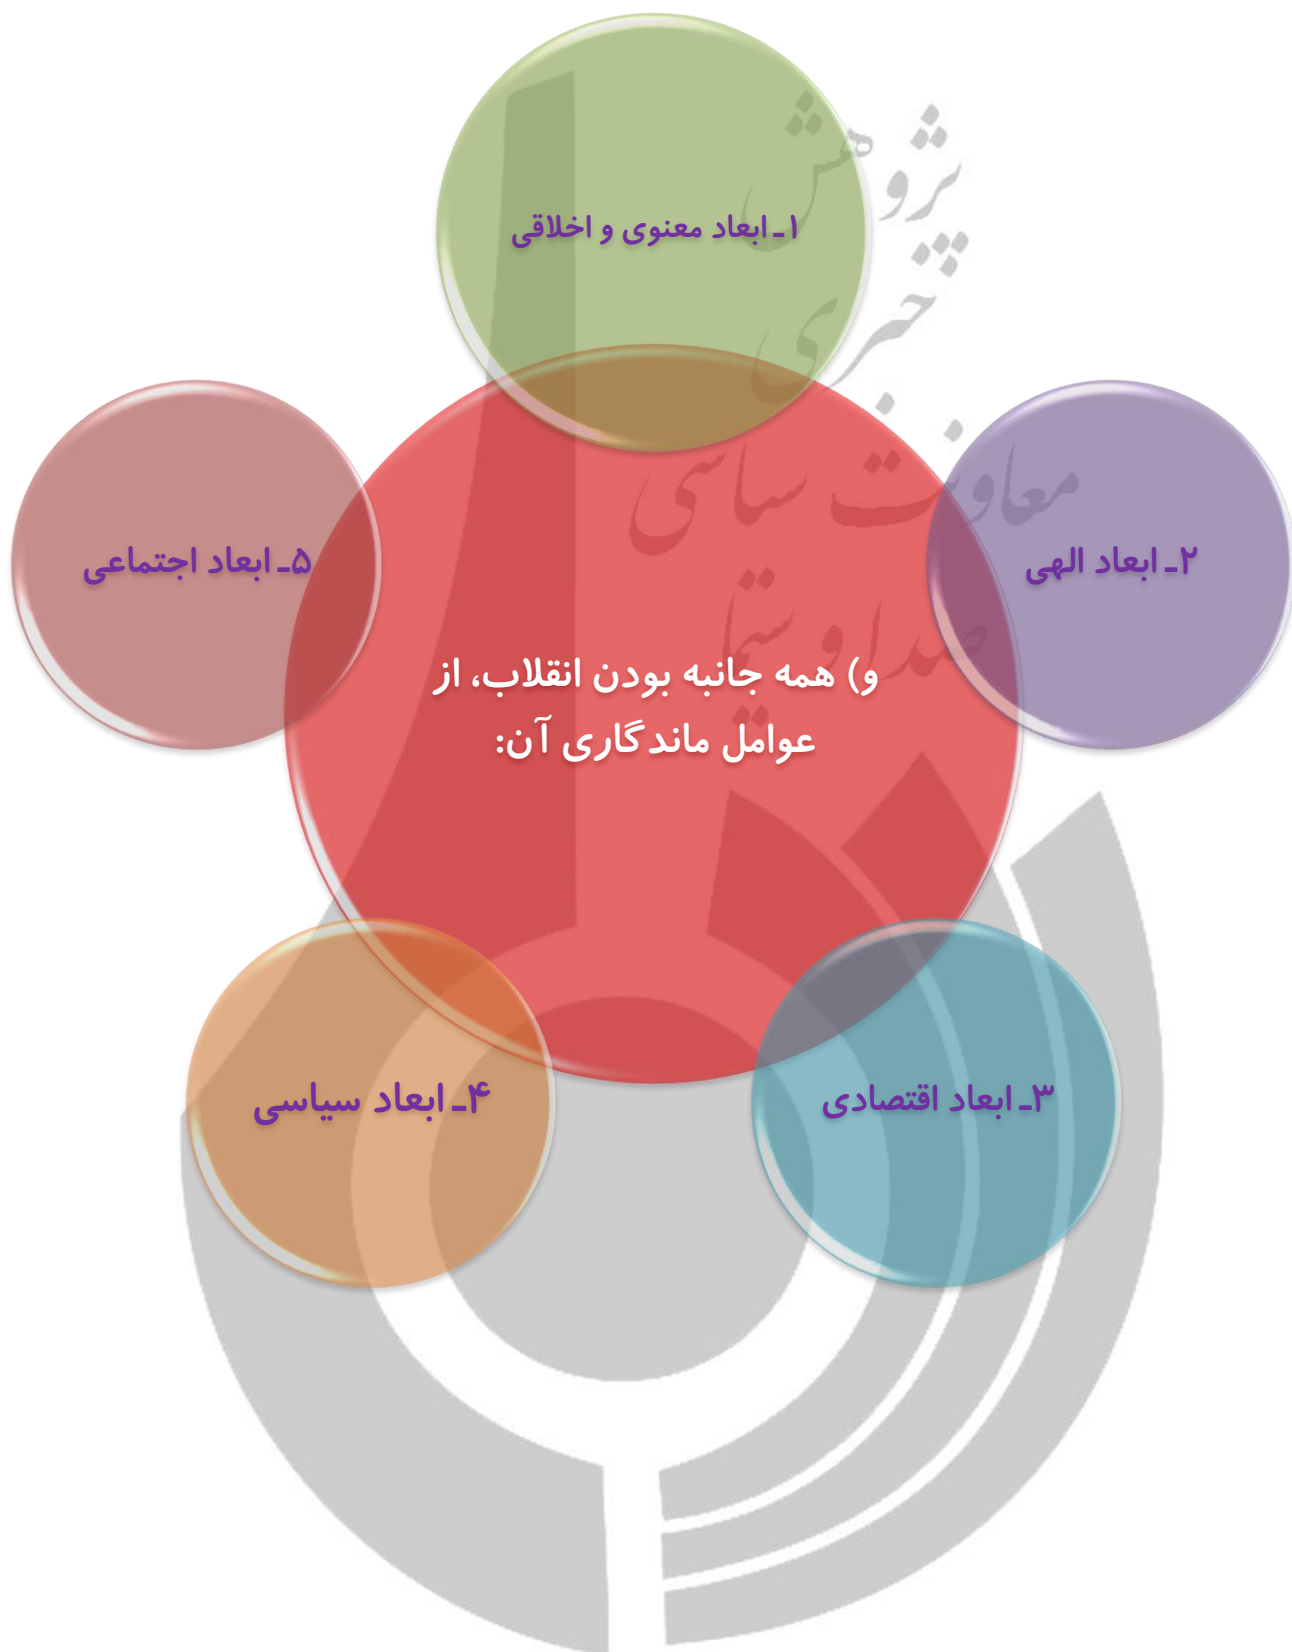 پژوهش
خبری
معاونت سیاسی
صدا و سیما
۱ـ ابعاد معنوی و اخلاقی
۲ـ ابعاد الهی
۵ـ ابعاد اجتماعی
و) همه جانبه بودن انقلاب، از
عوامل ماندگاری آن:
۳ـ ابعاد اقتصادی
۴ـ ابعاد سیاسی